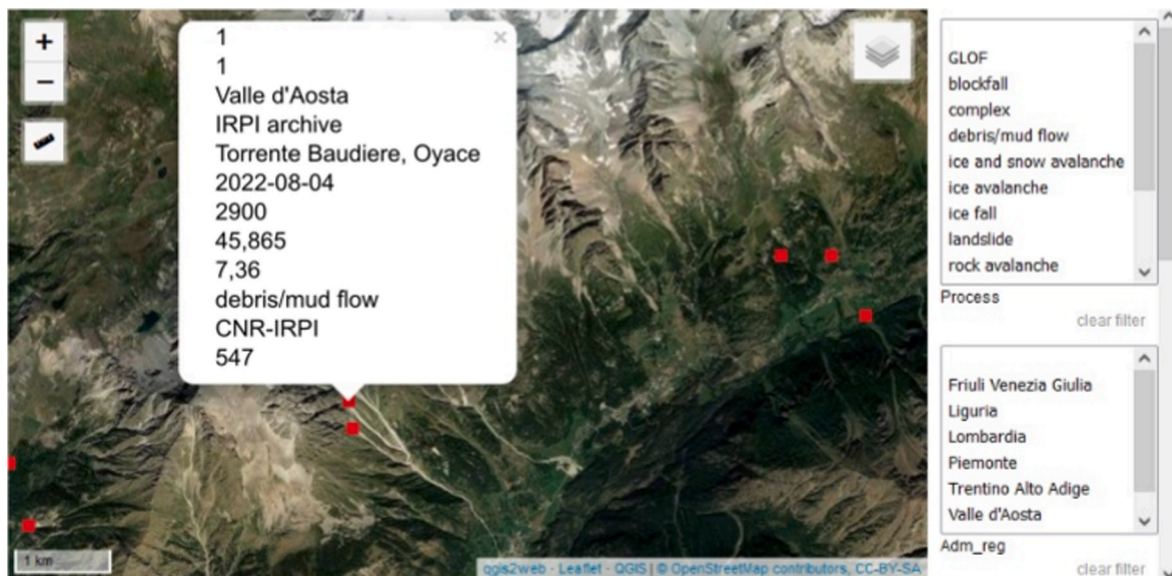 +
−
1
1
Valle d'Aosta
IRPI archive
Torrente Baudiere, Oyace
2022-08-04
2900
45,865
7,36
debris/mud flow
CNR-IRPI
547
×
1 km
qgis2web · Leaflet · QGIS | © OpenStreetMap contributors, CC-BY-SA
GLOF
blockfall
complex
debris/mud flow
ice and snow avalanche
ice avalanche
ice fall
landslide
rock avalanche
Process
clear filter
Friuli Venezia Giulia
Liguria
Lombardia
Piemonte
Trentino Alto Adige
Valle d'Aosta
Adm_reg
clear filter